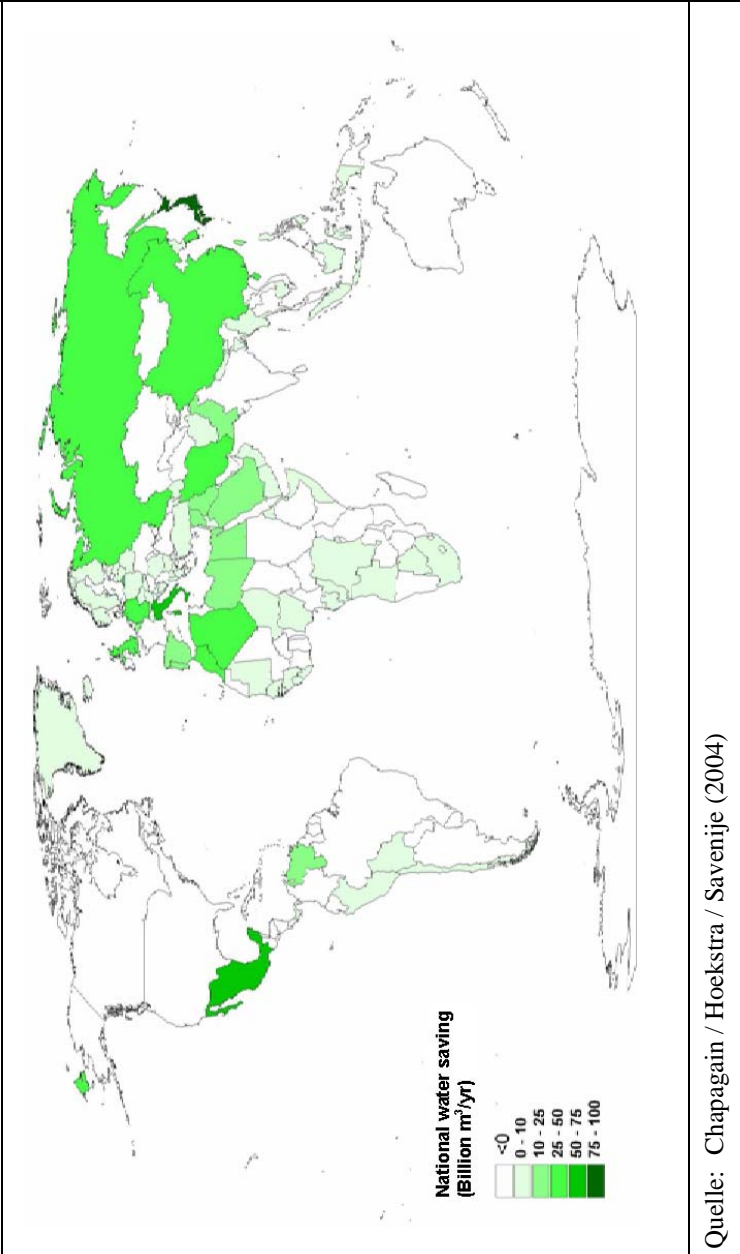 National water saving
(Billion m³/yr)
<0
0 - 10
10 - 25
25 - 50
50 - 75
75 - 100
Quelle: Chapagain / Hoekstra / Savenije (2004)